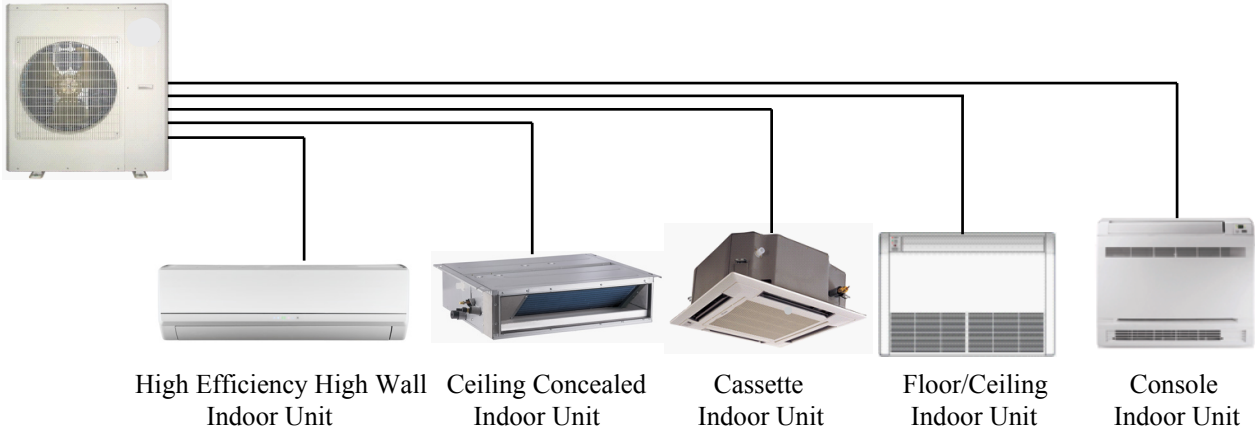 High Efficiency High Wall
Indoor Unit
Ceiling Concealed
Indoor Unit
Cassette
Indoor Unit
Floor/Ceiling
Indoor Unit
Console
Indoor Unit